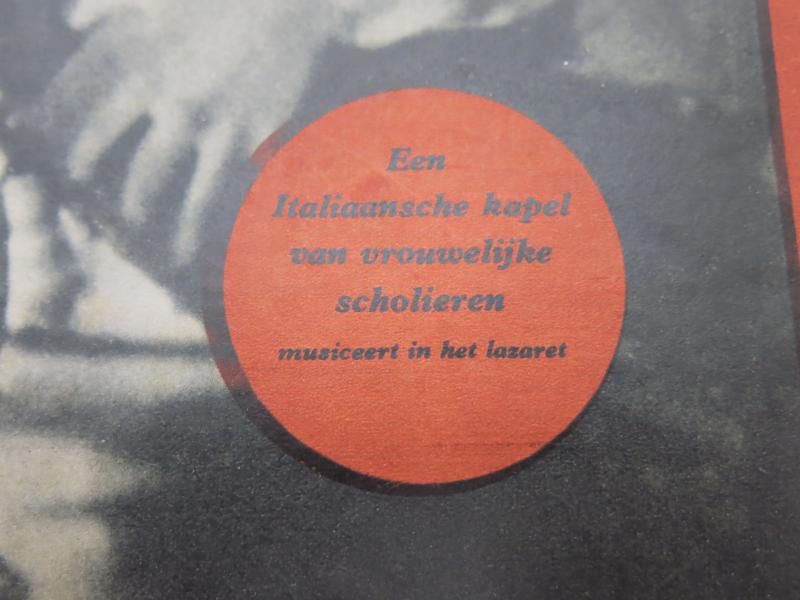 Een
Italiaansche kapel
van vrouwelijke
scholieren
musiceert in het lazaret